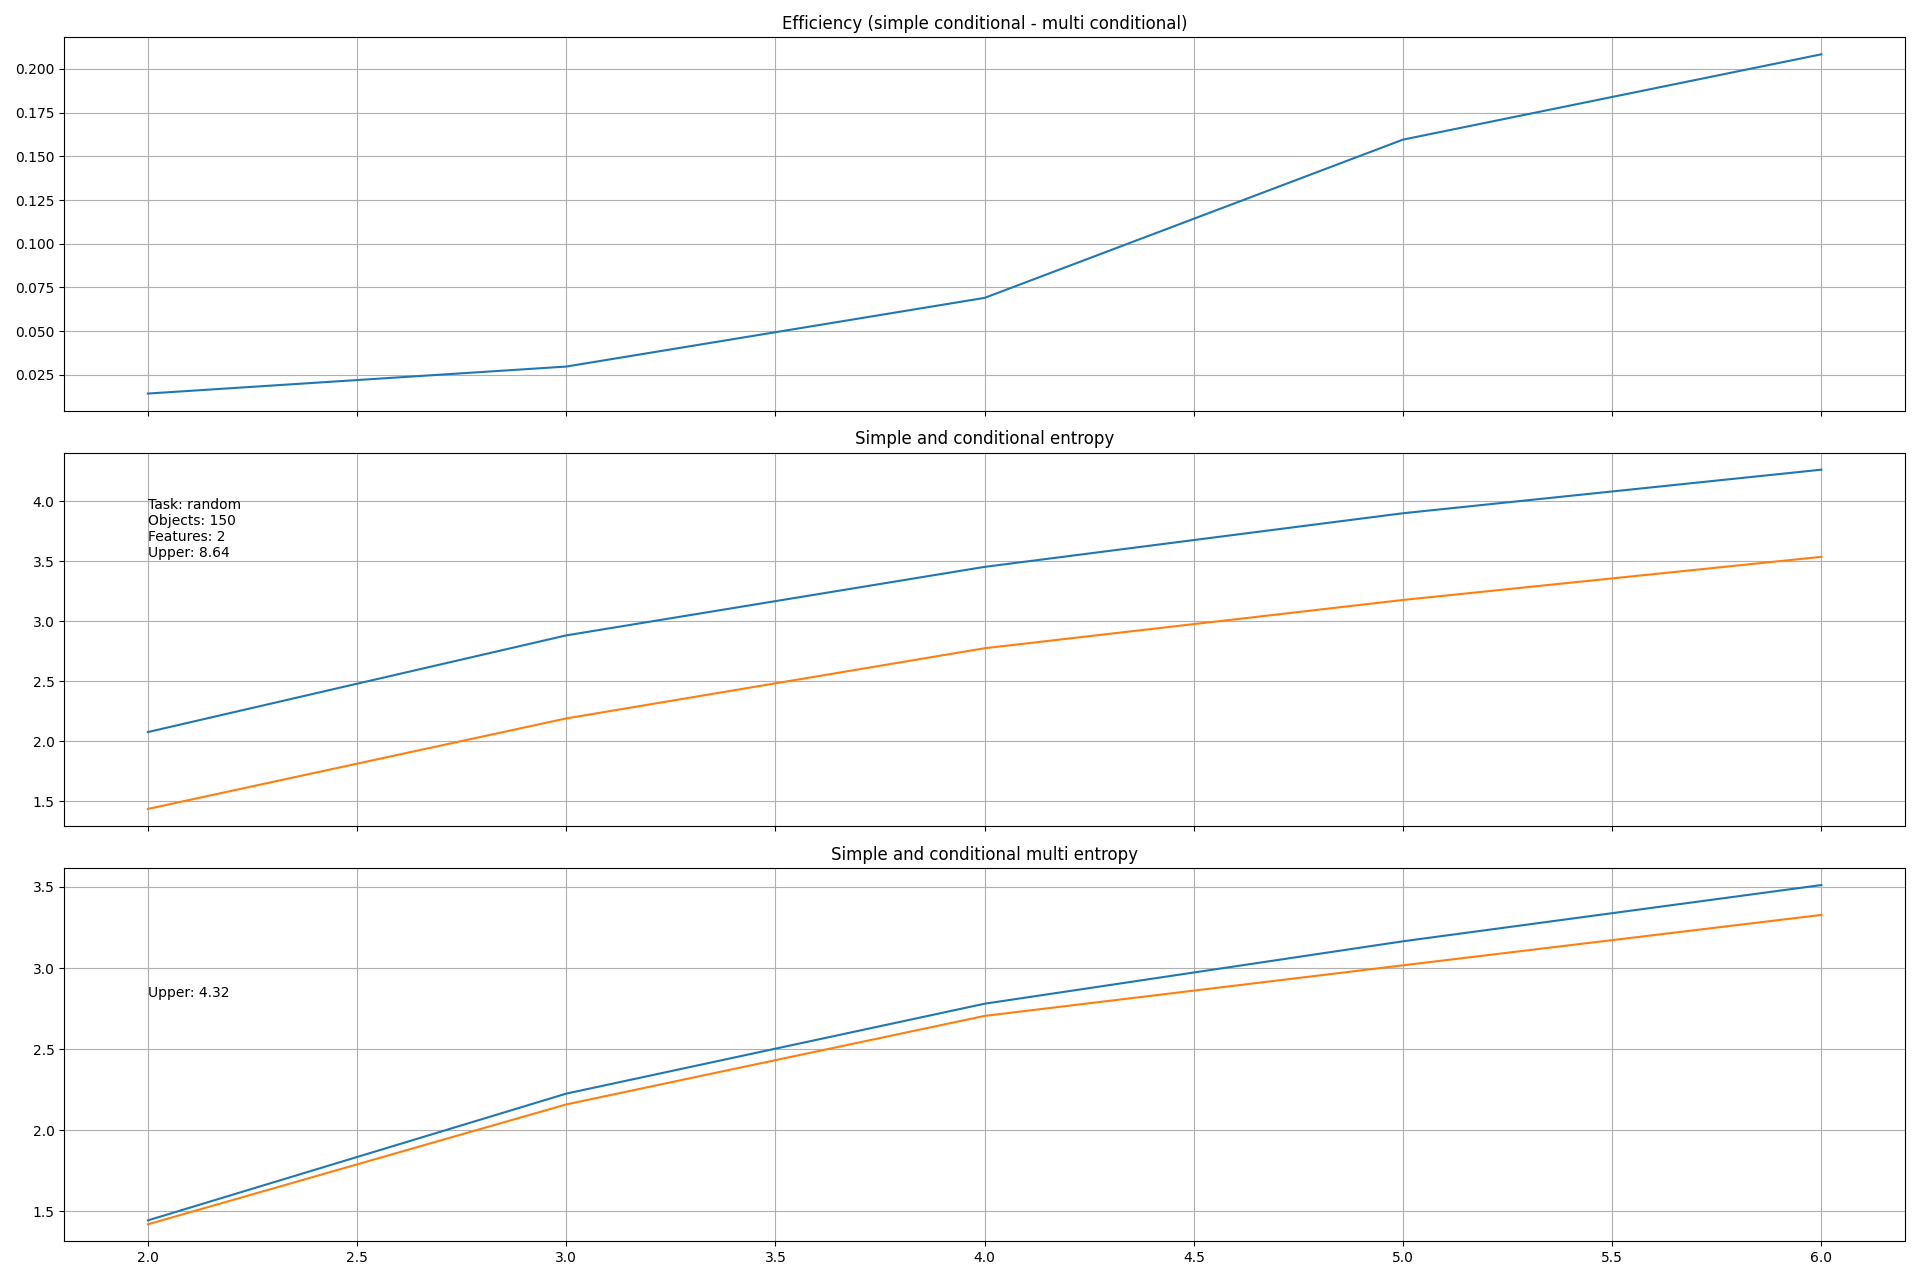 Efficiency (simple conditional - multi conditional)
0.200
0.175
0.150
0.125
0.100
0.075
0.050
0.025
Simple and conditional entropy
4.0
3.5
3.0
2.5
2.0
1.5
Task: random
Objects: 150
Features: 2
Upper: 8.64
Simple and conditional multi entropy
3.5
3.0
2.5
2.0
1.5
Upper: 4.32
2.0 2.5 3.0 3.5 4.0 4.5 5.0 5.5 6.0